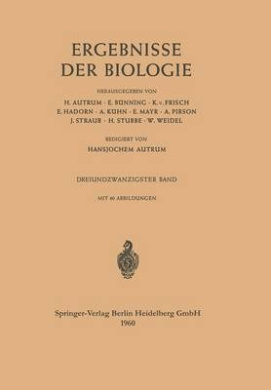 ERGEBNISSE
DER BIOLOGIE
HERAUSGEGEBEN VON
H. AUTRUM · E. BÜNNING · K. v. FRISCH
E. HADORN · A. KÜHN · E. MAYR · A. PIRSON
J. STRAUB · H. STUBBE · W. WEIDEL
REDIGIERT VON
HANSJOCHEM AUTRUM
DREIUNDZWANZIGSTER BAND
MIT 40 ABBILDUNGEN
Springer-Verlag Berlin Heidelberg GmbH
1960